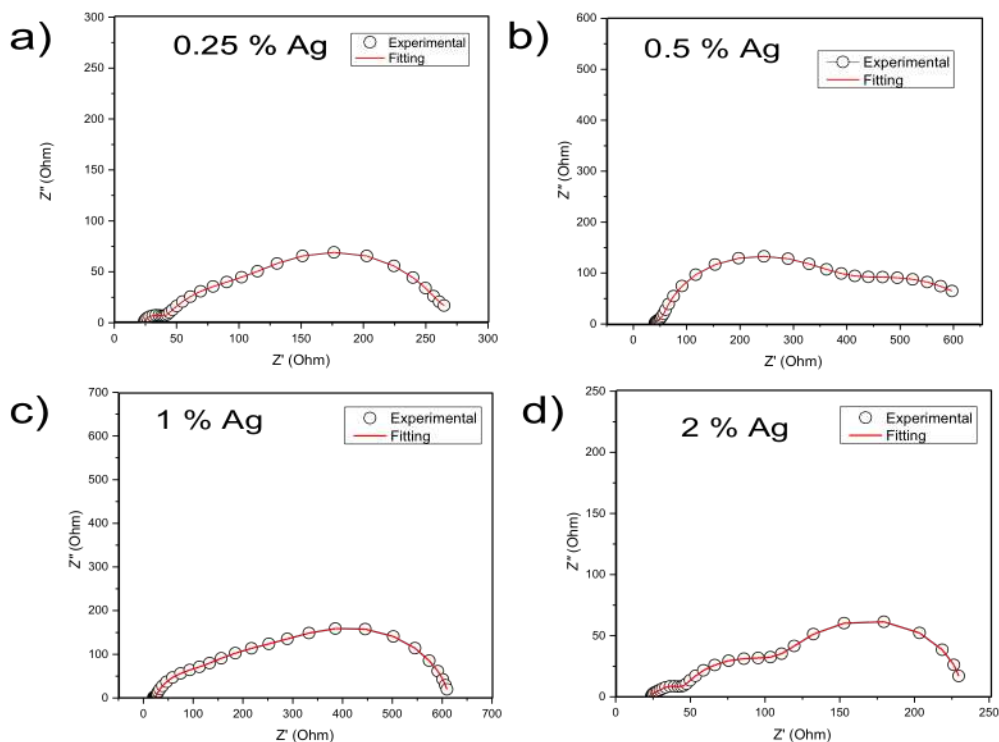 a)
0.25 % Ag
Experimental
Fitting
300
250
200
150
100
50
0
Z" (Ohm)
0 50 100 150 200 250 300
Z' (Ohm)
b)
0.5 % Ag
Experimental
Fitting
600
500
400
300
200
100
0
Z" (Ohm)
0 100 200 300 400 500 600
Z' (Ohm)
c)
1 % Ag
Experimental
Fitting
700
600
500
400
300
200
100
0
Z" (Ohm)
0 100 200 300 400 500 600 700
Z' (Ohm)
d)
2 % Ag
Experimental
Fitting
250
200
150
100
50
0
Z" (Ohm)
0 50 100 150 200 250
Z' (Ohm)